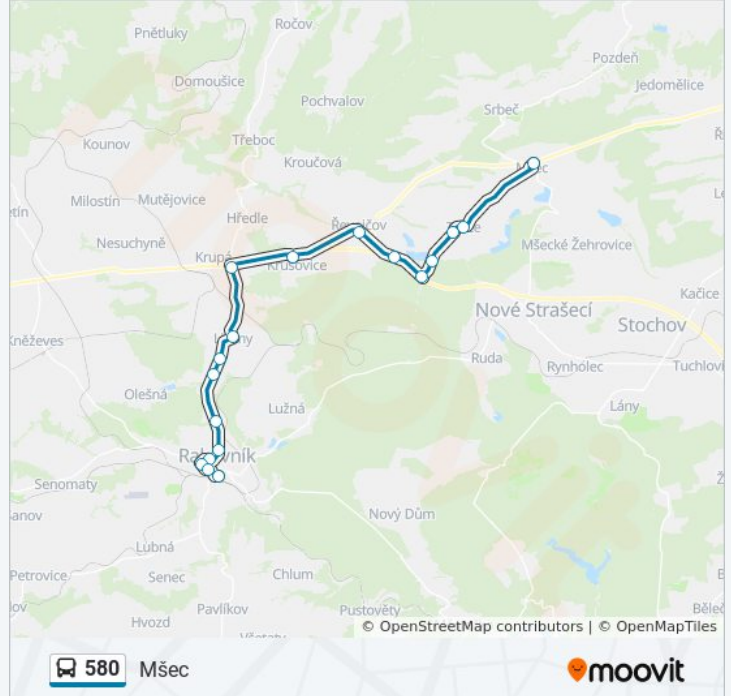 Ročov
Pnětluky
Pozdeň
Domoušice
Jedomělice
Pochvalov
Srbeč
Třeboc
Kounov
Kroučová
Milostín
Mutějovice
Hředle
Nesuchyně
Mšecké Žehrovice
Krupá
Krušovice
Kačice
Nové Strašecí
Stochov
Kněževes
Ruda
Rynholec
Tuchlovi
Olešná
Lužná
Lány
Senomaty
Nový Dům
Lubná
Petrovice
Senec
Chlum
Pavlíkov
Pustověty
Hvozd
© OpenStreetMap contributors | © OpenMapTiles
580 Mšec
moovit